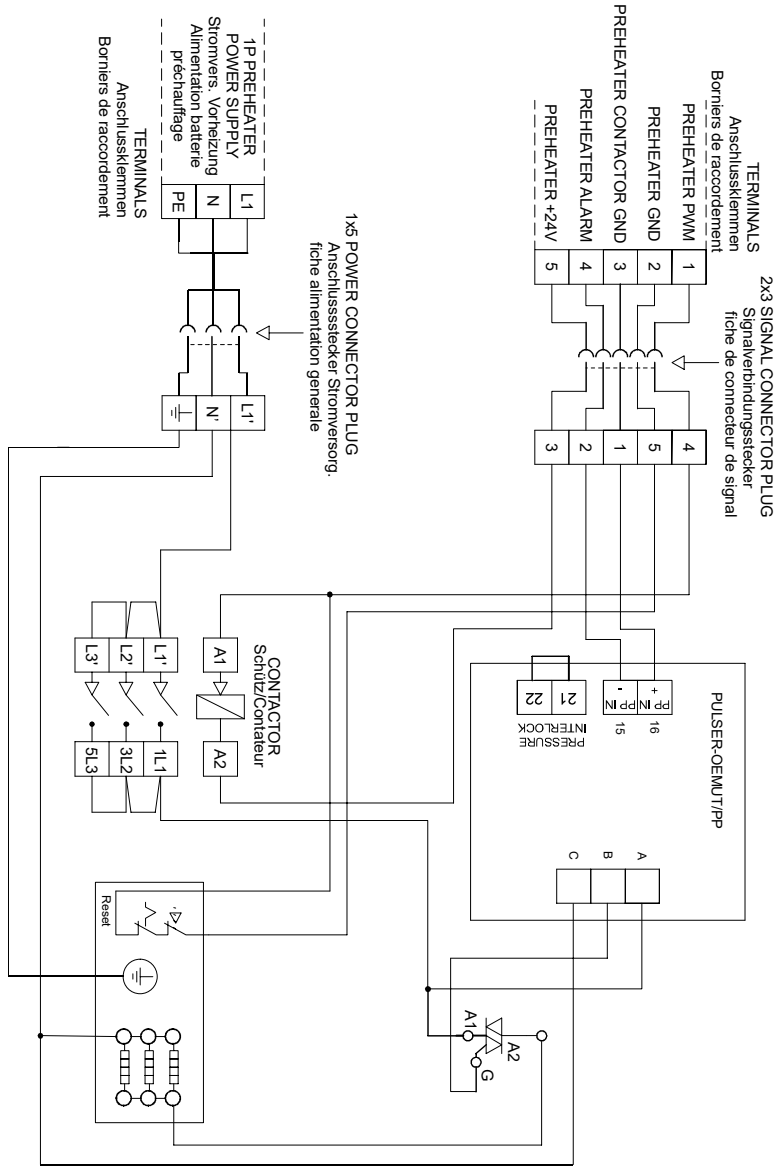 TERMINALS
Anschlussklemmen
Borniers de raccordement
PREHEATER PWM
PREHEATER GND
PREHEATER CONTACTOR GND
PREHEATER ALARM
PREHEATER +24V
1
2
3
4
5
2x3 SIGNAL CONNECTOR PLUG
Signalverbindungsstecker
fiche de connecteur de signal
4
5
1
2
3
PULSER-OEMUT/PP
PP IN
+
16
PP IN
-
15
21
22
PRESSURE
INTERLOCK
A
B
C
A1
A2
G
1P PREHEATER
POWER SUPPLY
Stromvers. Vorheizung
Alimentation batterie
préchauffage
L1
N
PE
TERMINALS
Anschlussklemmen
Borniers de raccordement
1x5 POWER CONNECTOR PLUG
Anschlusssstecker Stromversorg.
fiche alimentation generale
L1'
N'
CONTACTOR
Schütz/Contateur
A1
A2
L1'
L2'
L3'
1L1
3L2
5L3
Reset